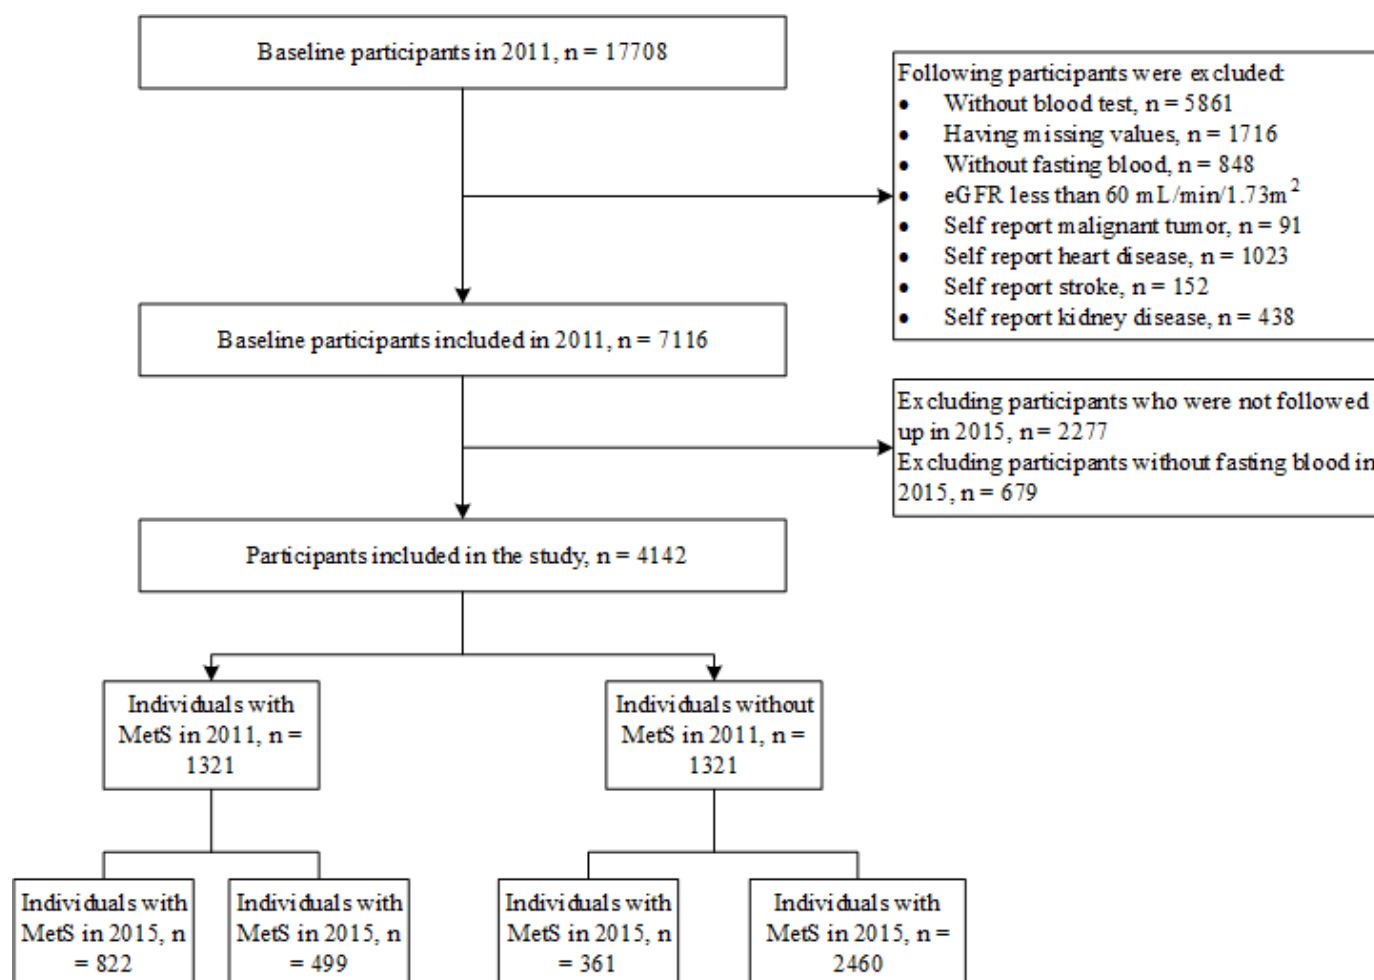 Baseline participants in 2011, n = 17708
Following participants were excluded:
• Without blood test, n = 5861
• Having missing values, n = 1716
• Without fasting blood, n = 848
• eGFR less than 60 mL/min/1.73m²
• Self report malignant tumor, n = 91
• Self report heart disease, n = 1023
• Self report stroke, n = 152
• Self report kidney disease, n = 438
Baseline participants included in 2011, n = 7116
Excluding participants who were not followed
up in 2015, n = 2277
Excluding participants without fasting blood in
2015, n = 679
Participants included in the study, n = 4142
Individuals with
MetS in 2011, n =
1321
Individuals without
MetS in 2011, n =
1321
Individuals with
MetS in 2015, n
= 822
Individuals with
MetS in 2015, n
= 499
Individuals with
MetS in 2015, n
= 361
Individuals with
MetS in 2015, n =
2460